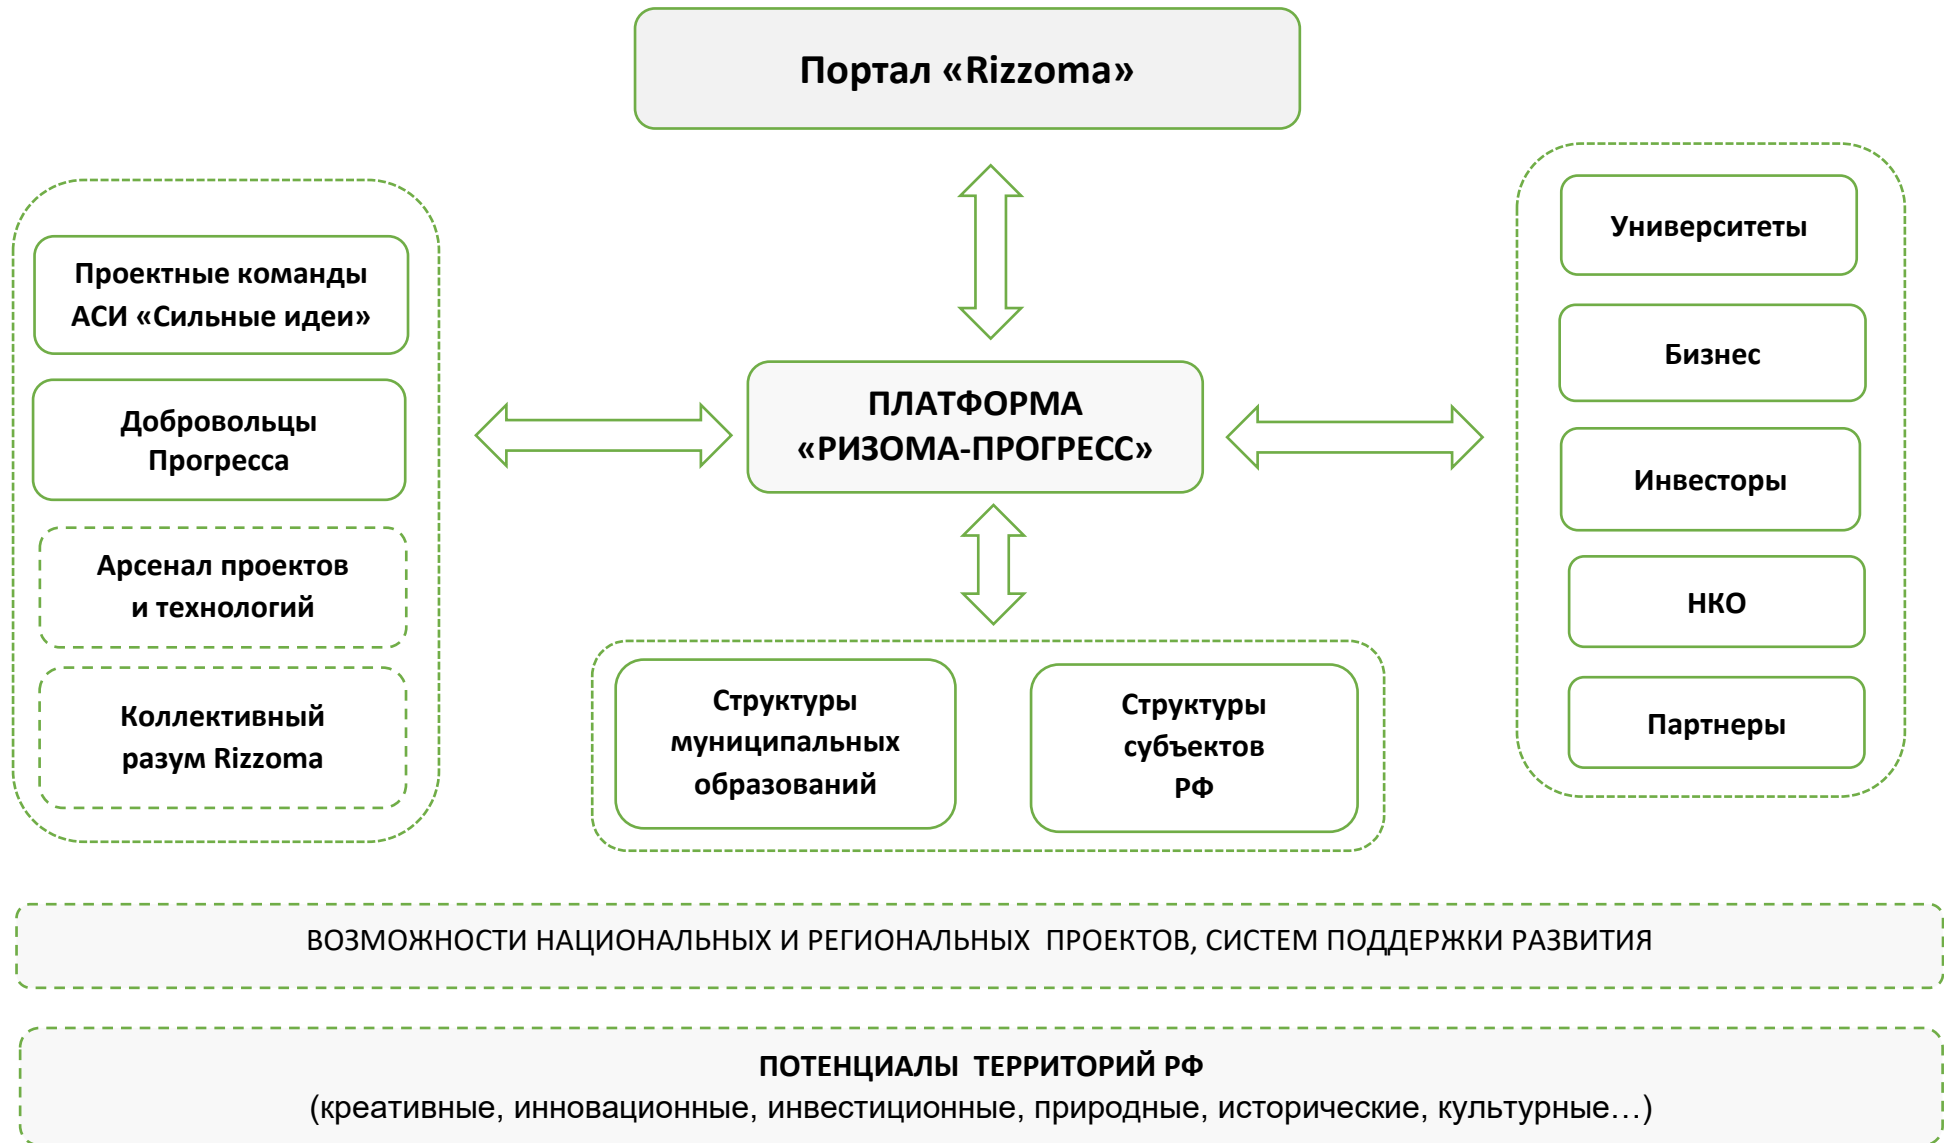 Портал «Rizzoma»
Проектные команды
АСИ «Сильные идеи»
Добровольцы
Прогресса
Арсенал проектов
и технологий
Коллективный
разум Rizzoma
ПЛАТФОРМА
«РИЗОМА-ПРОГРЕСС»
Структуры
муниципальных
образований
Структуры
субъектов
РФ
Университеты
Бизнес
Инвесторы
НКО
Партнеры
ВОЗМОЖНОСТИ НАЦИОНАЛЬНЫХ И РЕГИОНАЛЬНЫХ ПРОЕКТОВ, СИСТЕМ ПОДДЕРЖКИ РАЗВИТИЯ
ПОТЕНЦИАЛЫ ТЕРРИТОРИЙ РФ
(креативные, инновационные, инвестиционные, природные, исторические, культурные…)